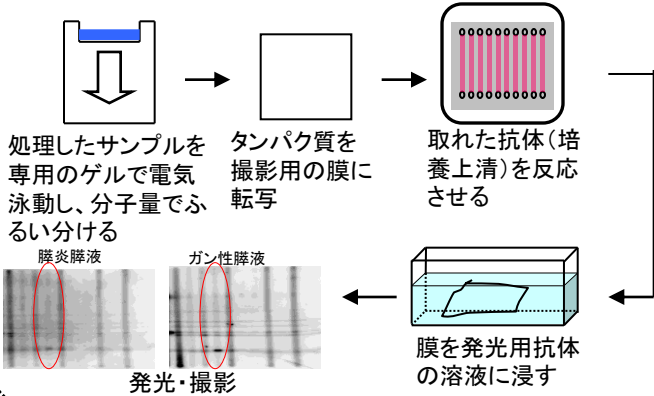 処理したサンプルを
専用のゲルで電気
泳動し、分子量でふ
るい分ける
タンパク質を
撮影用の膜に
転写
取れた抗体(培
養上清)を反応
させる
膜を発光用抗体
の溶液に浸す
膵炎膵液
ガン性膵液
発光・撮影